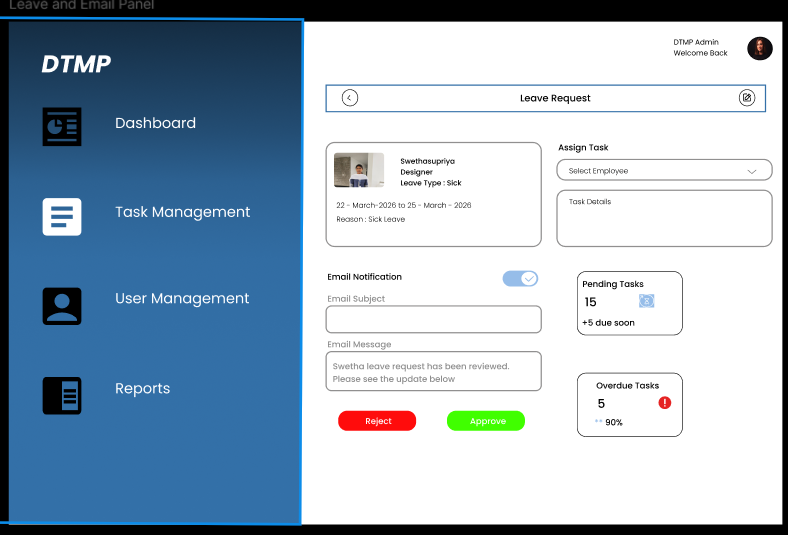 Leave and Email Panel
DTMP
Dashboard
Task Management
User Management
Reports
DTMP Admin
Welcome Back
Leave Request
Swethasupriya
Designer
Leave Type : Sick
22 - March-2026 to 25 - March - 2026
Reason : Sick Leave
Assign Task
Select Employee
Task Details
Email Notification
Email Subject
Email Message
Swetha leave request has been reviewed.
Please see the update below
Reject
Approve
Pending Tasks
15
+5 due soon
Overdue Tasks
5
90%